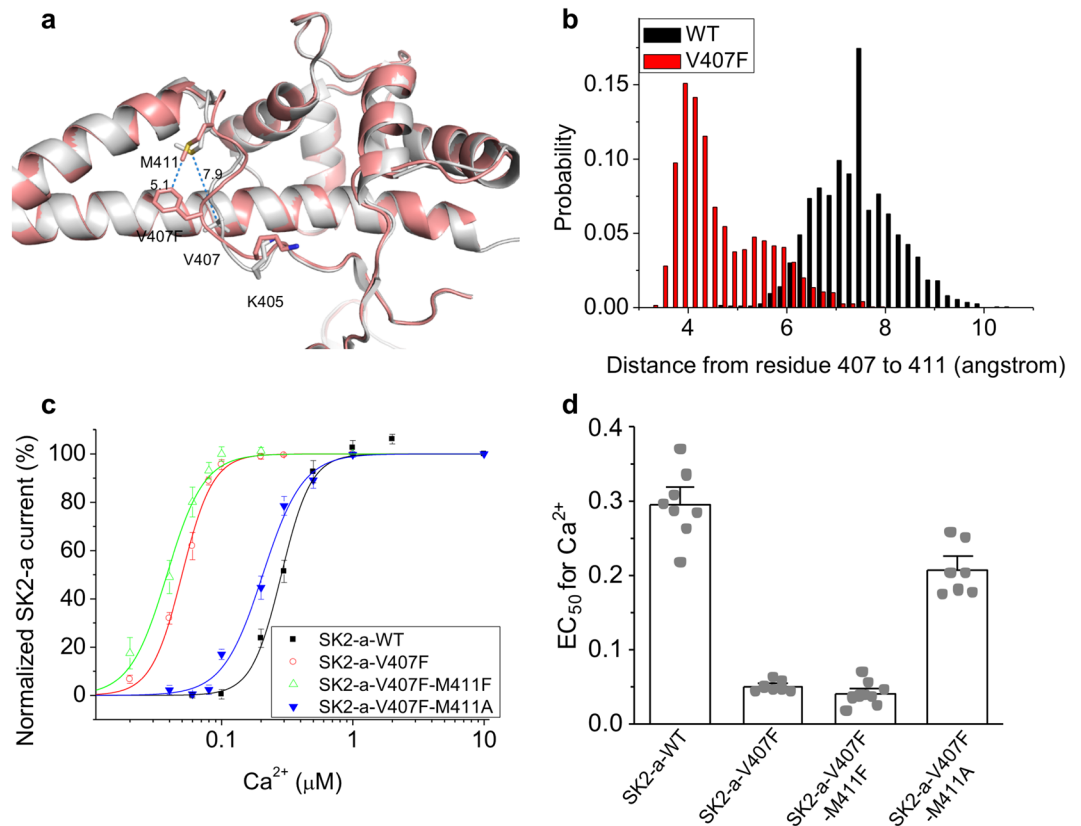 a
M411
5.1
7.9
V407F
V407
K405
b
WT
V407F
Probability
0.15
0.10
0.05
0.00
4
6
8
10
Distance from residue 407 to 411 (angstrom)
c
Normalized SK2-a current (%)
100
80
60
40
20
0
SK2-a-WT
SK2-a-V407F
SK2-a-V407F-M411F
SK2-a-V407F-M411A
0.1
1
10
Ca²⁺ (μM)
d
EC₅₀ for Ca²⁺
0.4
0.3
0.2
0.1
0.0
SK2-a-WT
SK2-a-V407F
SK2-a-V407F
-M411F
SK2-a-V407F
-M411A